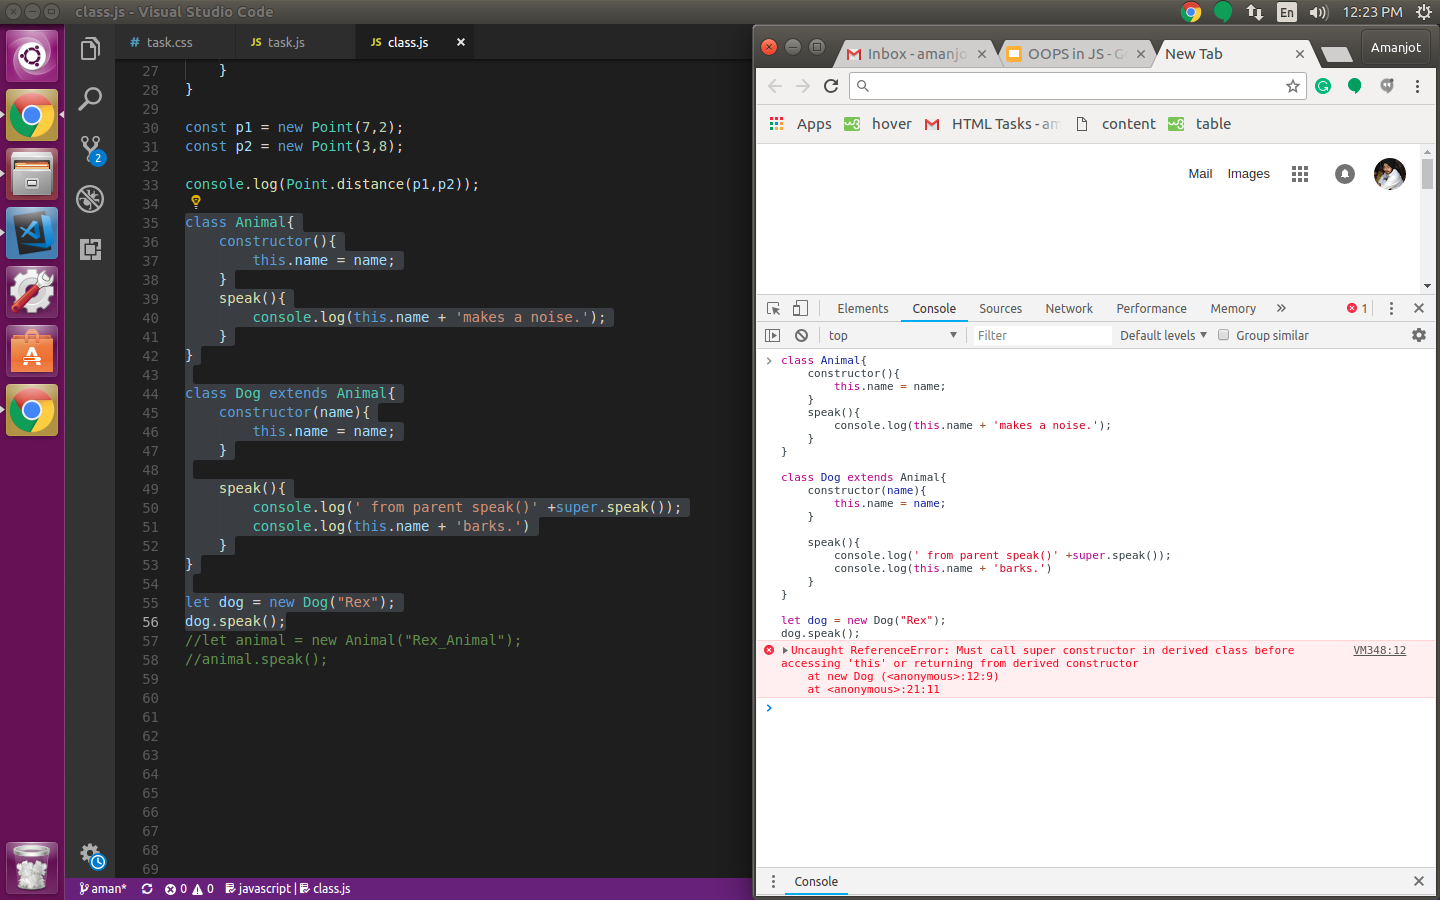 class.js - Visual Studio Code
En
12:23 PM
# task.css
JS task.js
JS class.js
27 }
28 }
29
30 const p1 = new Point(7,2);
31 const p2 = new Point(3,8);
32
33 console.log(Point.distance(p1,p2));
34
35 class Animal{
36 constructor(){
37 this.name = name;
38 }
39 speak(){
40 console.log(this.name + 'makes a noise.');
41 }
42 }
43
44 class Dog extends Animal{
45 constructor(name){
46 this.name = name;
47 }
48
49 speak(){
50 console.log(' from parent speak()' +super.speak());
51 console.log(this.name + 'barks.')
52 }
53 }
54
55 let dog = new Dog("Rex");
56 dog.speak();
57 //let animal = new Animal("Rex_Animal");
58 //animal.speak();
59
60
61
62
63
64
65
66
67
68
69
2
aman*
0 0
javascript | class.js
Inbox - amanjo
OOPS in JS - Go
New Tab
Amanjot
Apps
hover
HTML Tasks - am
content
table
Mail
Images
Elements
Console
Sources
Network
Performance
Memory
1
top
Filter
Default levels
Group similar
class Animal{
constructor(){
this.name = name;
}
speak(){
console.log(this.name + 'makes a noise.');
}
}
class Dog extends Animal{
constructor(name){
this.name = name;
}
speak(){
console.log(' from parent speak()' +super.speak());
console.log(this.name + 'barks.')
}
}
let dog = new Dog("Rex");
dog.speak();
Uncaught ReferenceError: Must call super constructor in derived class before VM348:12
accessing 'this' or returning from derived constructor
at new Dog (<anonymous>:12:9)
at <anonymous>:21:11
Console